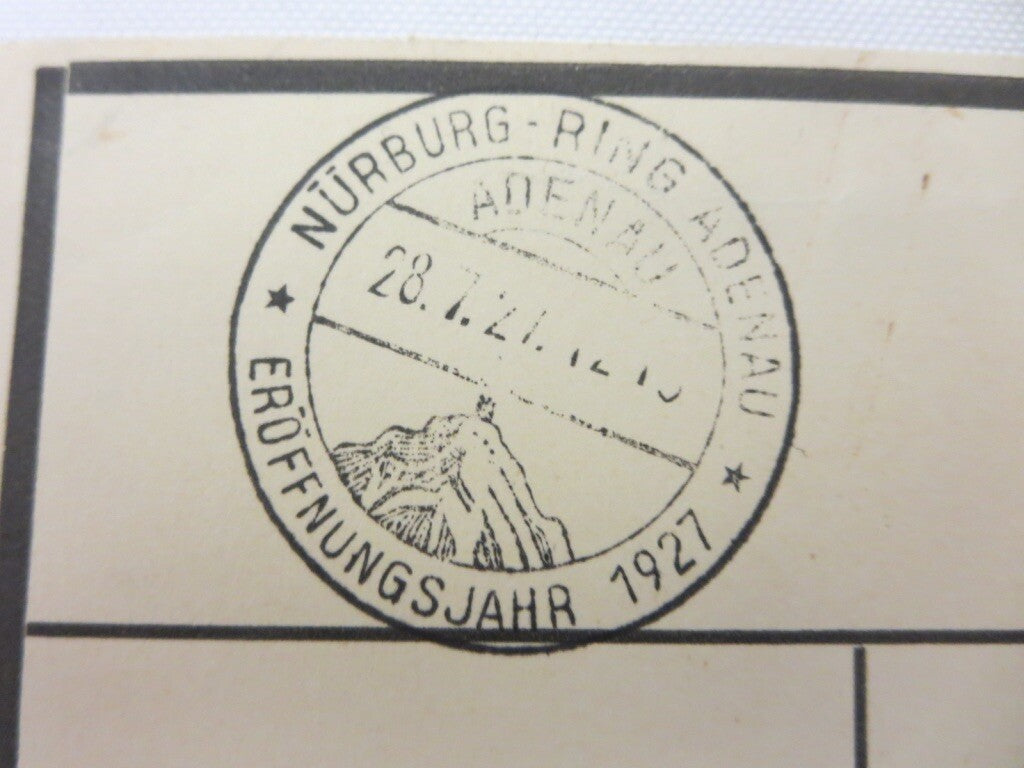 NÜRBURG-RING ADENAU
ADENAU
28.7.27.
★ ERÖFFNUNGSJAHR 1927 ★